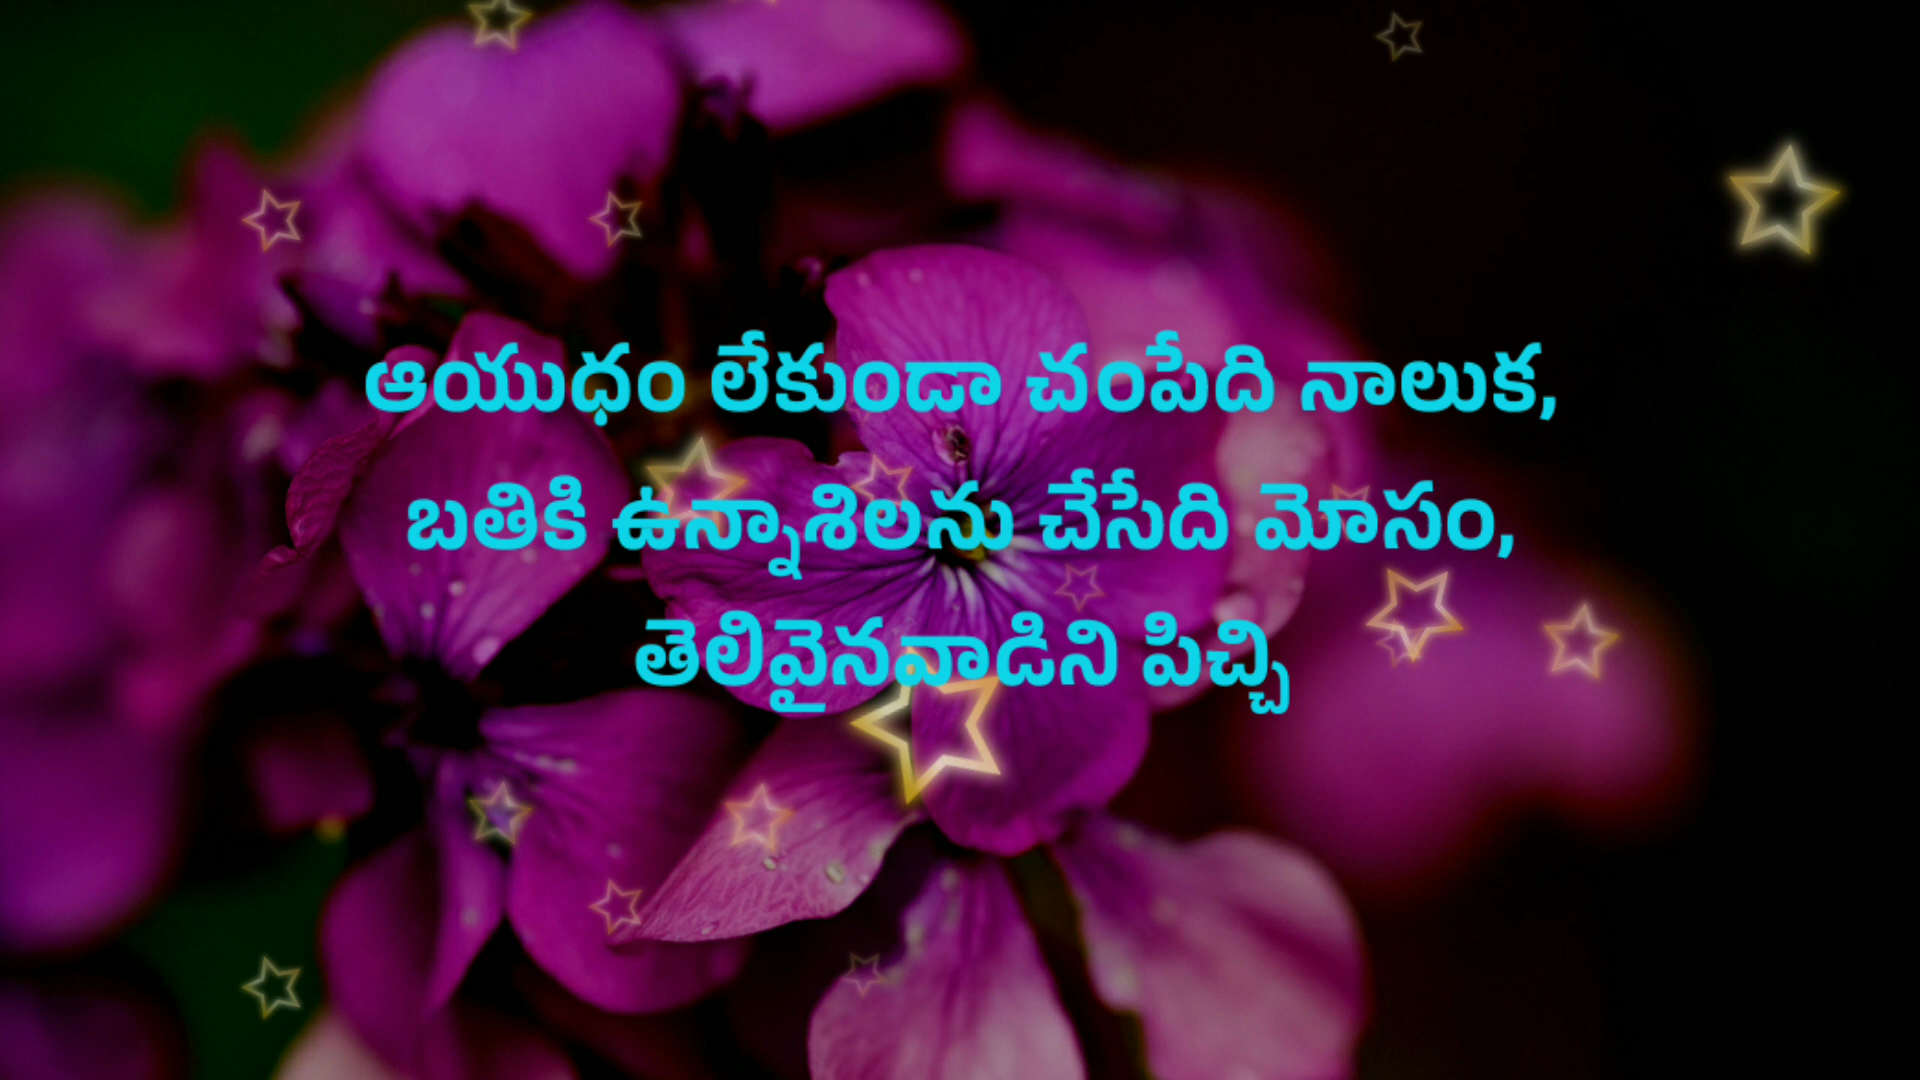 ఆయుధం లేకుండా చంపేది నాలుక,
బతికి ఉన్నాశిలను చేసేది మోసం,
తెలివైనవాడిని పిచ్చి